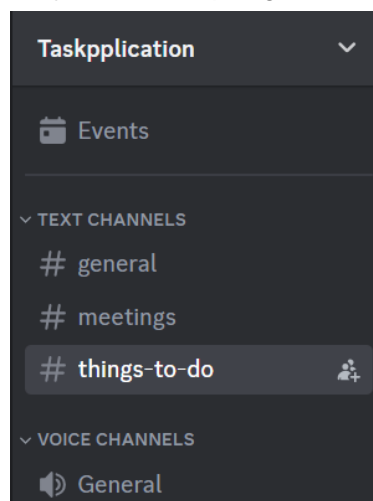 Taskpplication
Events
TEXT CHANNELS
# general
# meetings
# things-to-do
VOICE CHANNELS
General